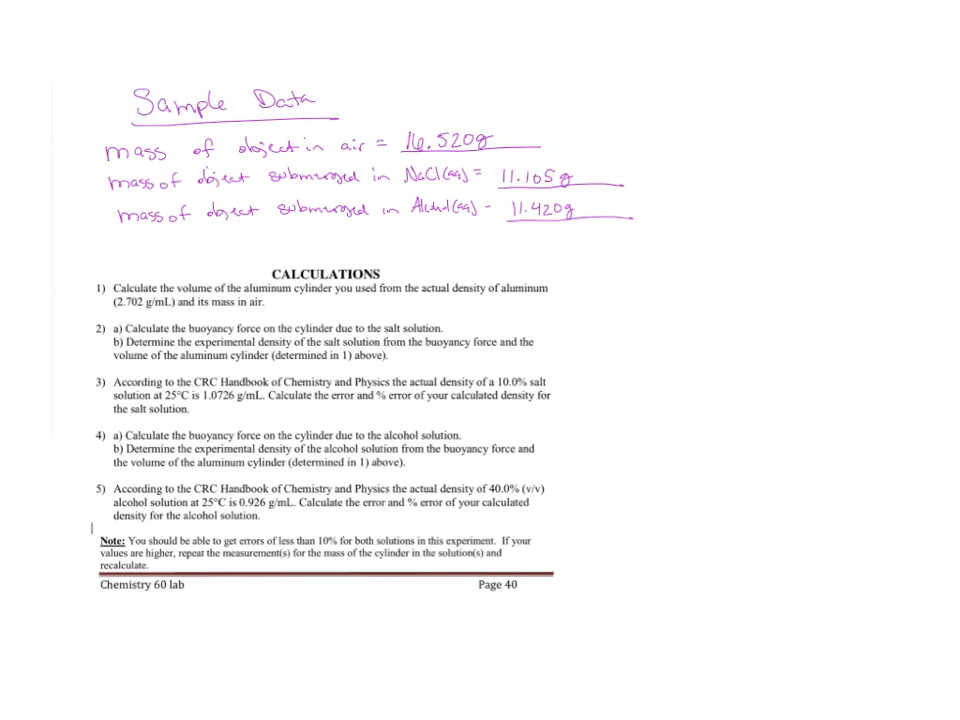 Sample Data
mass of object in air = 16.520g
mass of object submerged in NaCl(aq) = 11.105g
mass of object submerged in Alcohol(aq) - 11.420g
CALCULATIONS
1) Calculate the volume of the aluminum cylinder you used from the actual density of aluminum
(2.702 g/mL) and its mass in air.
2) a) Calculate the buoyancy force on the cylinder due to the salt solution.
b) Determine the experimental density of the salt solution from the buoyancy force and the
volume of the aluminum cylinder (determined in 1) above).
3) According to the CRC Handbook of Chemistry and Physics the actual density of a 10.0% salt
solution at 25°C is 1.0726 g/mL. Calculate the error and % error of your calculated density for
the salt solution.
4) a) Calculate the buoyancy force on the cylinder due to the alcohol solution.
b) Determine the experimental density of the alcohol solution from the buoyancy force and
the volume of the aluminum cylinder (determined in 1) above).
5) According to the CRC Handbook of Chemistry and Physics the actual density of 40.0% (v/v)
alcohol solution at 25°C is 0.926 g/mL. Calculate the error and % error of your calculated
density for the alcohol solution.
Note: You should be able to get errors of less than 10% for both solutions in this experiment. If your
values are higher, repeat the measurement(s) for the mass of the cylinder in the solution(s) and
recalculate.
Chemistry 60 lab Page 40